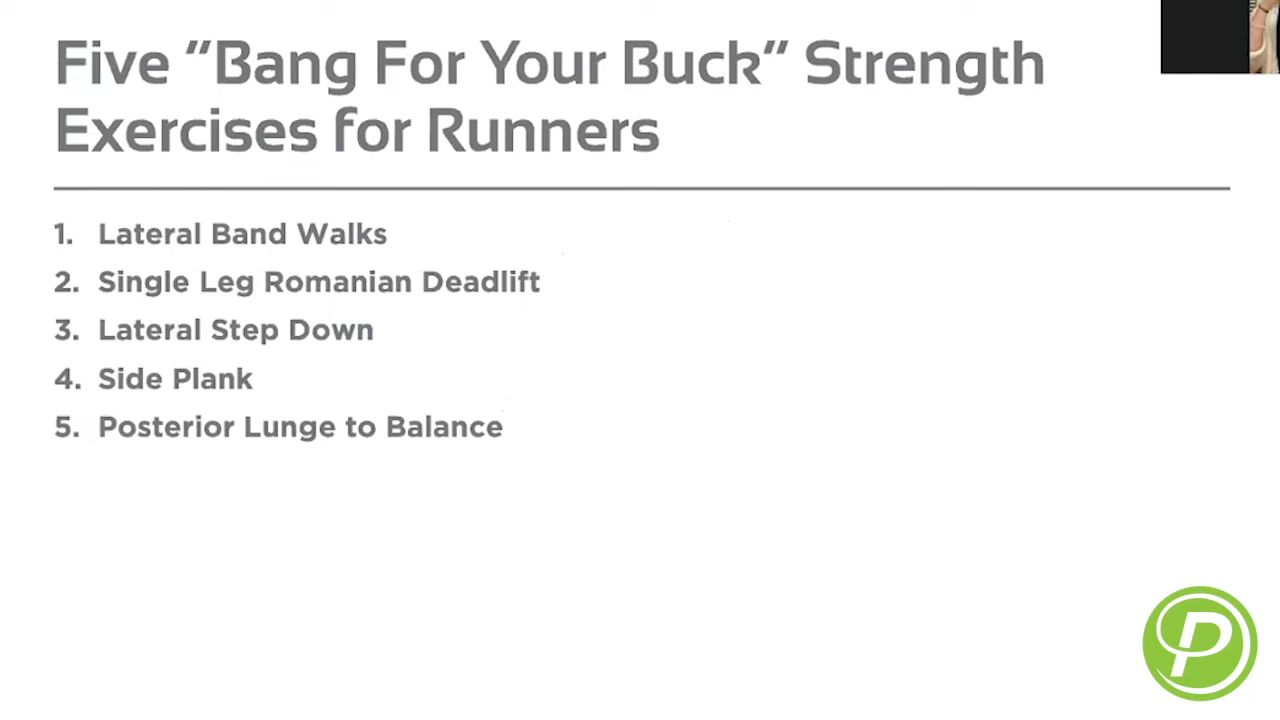 Five "Bang For Your Buck" Strength
Exercises for Runners
1. Lateral Band Walks
2. Single Leg Romanian Deadlift
3. Lateral Step Down
4. Side Plank
5. Posterior Lunge to Balance
P